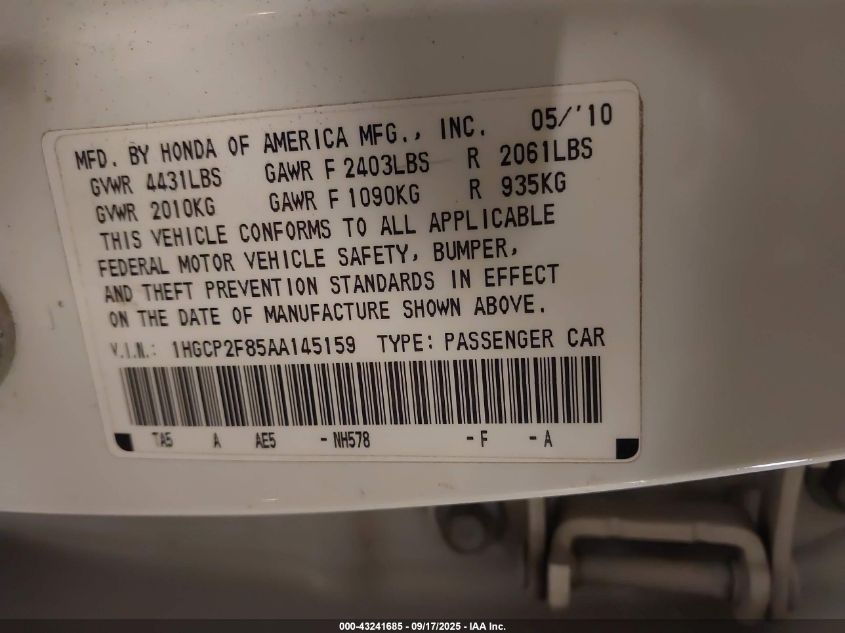 MFD. BY HONDA OF AMERICA MFG., INC. 05/'10
GVWR 4431LBS GAWR F 2403LBS R 2061LBS
GVWR 2010KG GAWR F 1090KG R 935KG
THIS VEHICLE CONFORMS TO ALL APPLICABLE
FEDERAL MOTOR VEHICLE SAFETY, BUMPER,
AND THEFT PREVENTION STANDARDS IN EFFECT
ON THE DATE OF MANUFACTURE SHOWN ABOVE.
V.I.N.: 1HGCP2F85AA145159 TYPE: PASSENGER CAR
TA5 A AE5 - NH578 - F - A
000-43241685 - 09/17/2025 - IAA Inc.